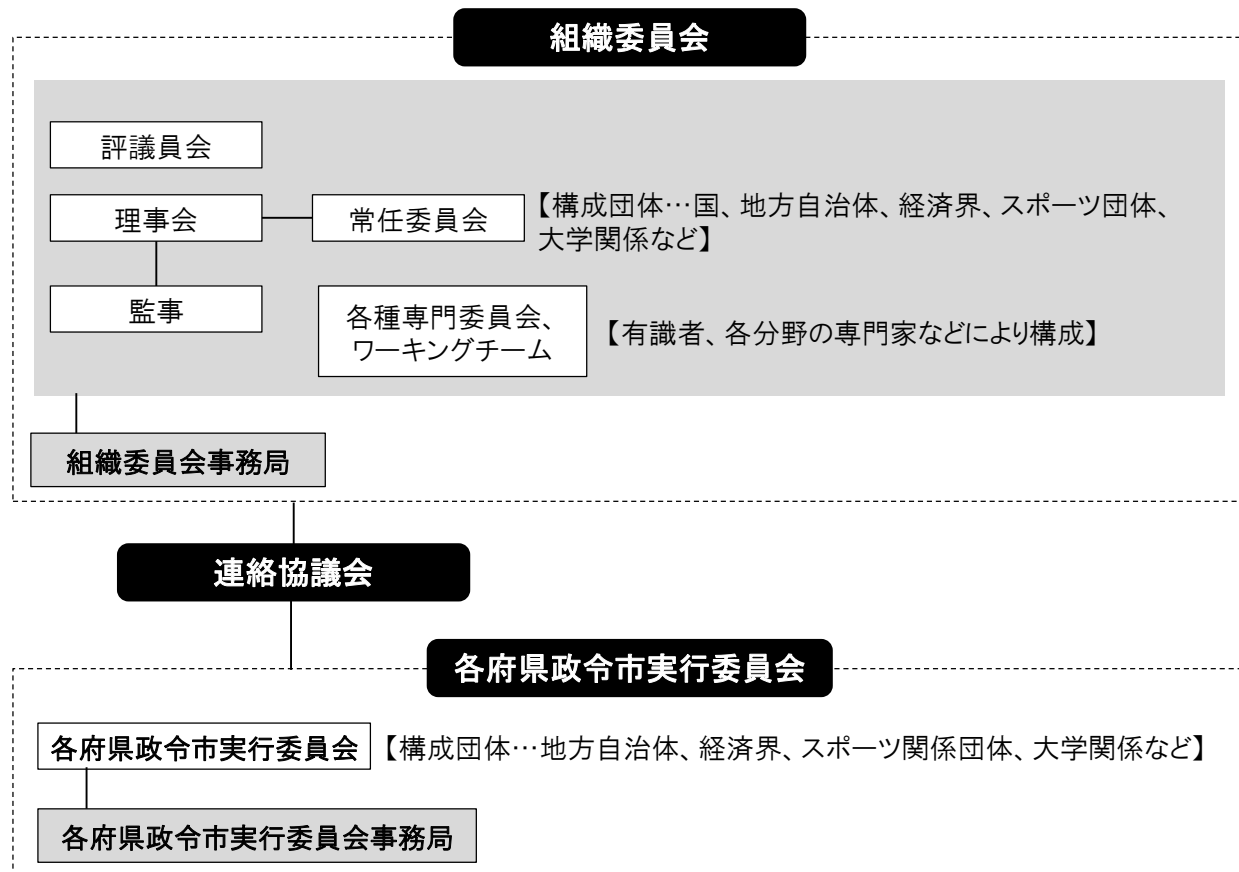 組織委員会
評議員会
理事会
常任委員会
【構成団体…国、地方自治体、経済界、スポーツ団体、
大学関係など】
監事
各種専門委員会、
ワーキングチーム
【有識者、各分野の専門家などにより構成】
組織委員会事務局
連絡協議会
各府県政令市実行委員会
各府県政令市実行委員会
【構成団体…地方自治体、経済界、スポーツ関係団体、大学関係など】
各府県政令市実行委員会事務局